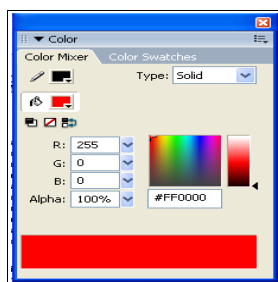 Color
Color Mixer Color Swatches
Type: Solid
R: 255
G: 0
B: 0
Alpha: 100% #FF0000